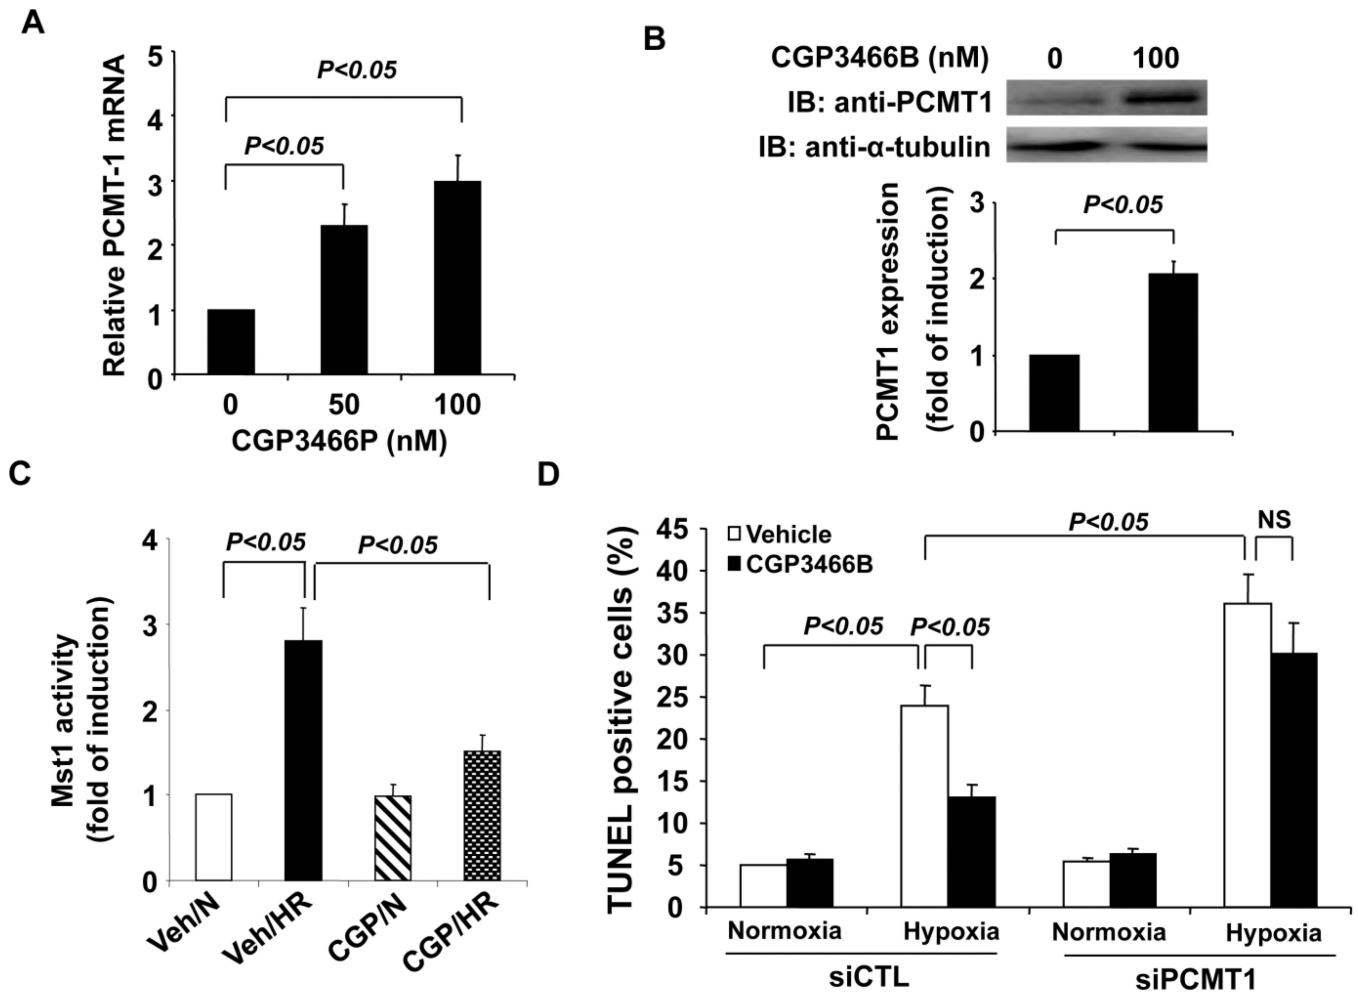 A
5
4
3
2
1
0
Relative PCMT-1 mRNA
P<0.05
P<0.05
0 50 100
CGP3466P (nM)
B
CGP3466B (nM) 0 100
IB: anti-PCMT1
IB: anti-α-tubulin
PCMT1 expression
(fold of induction)
3
2
1
0
P<0.05
C
Mst1 activity
(fold of induction)
4
3
2
1
0
P<0.05 P<0.05
Veh/N Veh/HR CGP/N CGP/HR
D
TUNEL positive cells (%)
45
40
35
30
25
20
15
10
5
0
Vehicle
CGP3466B
P<0.05 NS
P<0.05 P<0.05
Normoxia Hypoxia Normoxia Hypoxia
siCTL siPCMT1